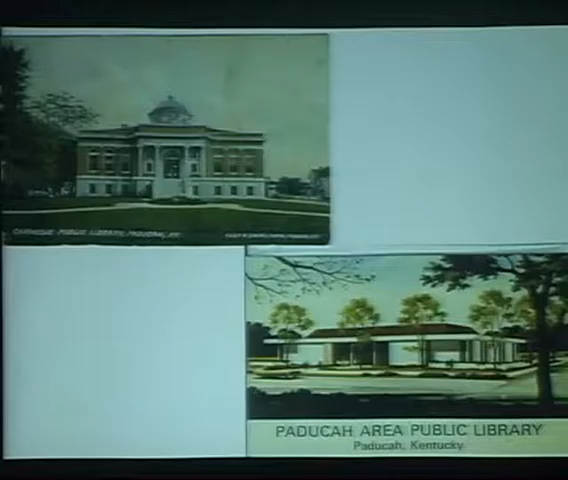 CARNEGIE PUBLIC LIBRARY, PADUCAH, KY.
PADUCAH AREA PUBLIC LIBRARY
Paducah, Kentucky